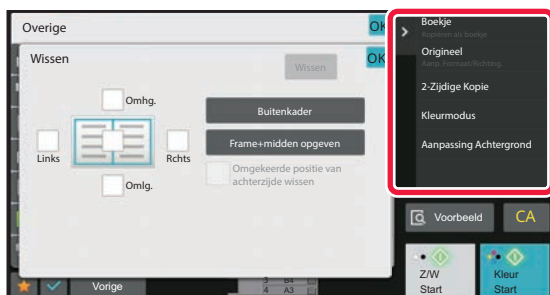 Overige
OK
Wissen
OK
Wissen
Omhg.
Links
Rchts
Omlg.
Buitenkader
Frame+midden opgeven
Omgekeerde positie van
achterzijde wissen
Vorige
3 B4
4 A3
Boekje
Kopiëren als boekje
Origineel
Aanp. Formaat/Richting.
2-Zijdige Kopie
Kleurmodus
Aanpassing Achtergrond
Voorbeeld
CA
Z/W
Start
Kleur
Start